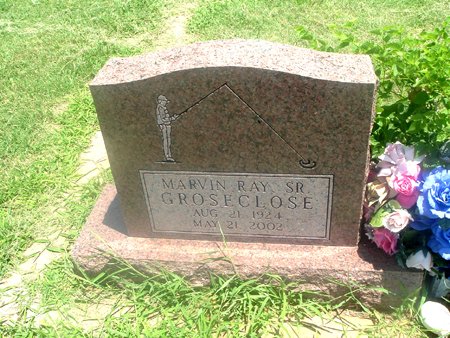 MARVIN RAY SR.
GROSECLOSE
AUG. 21 1924
MAY 21 2002